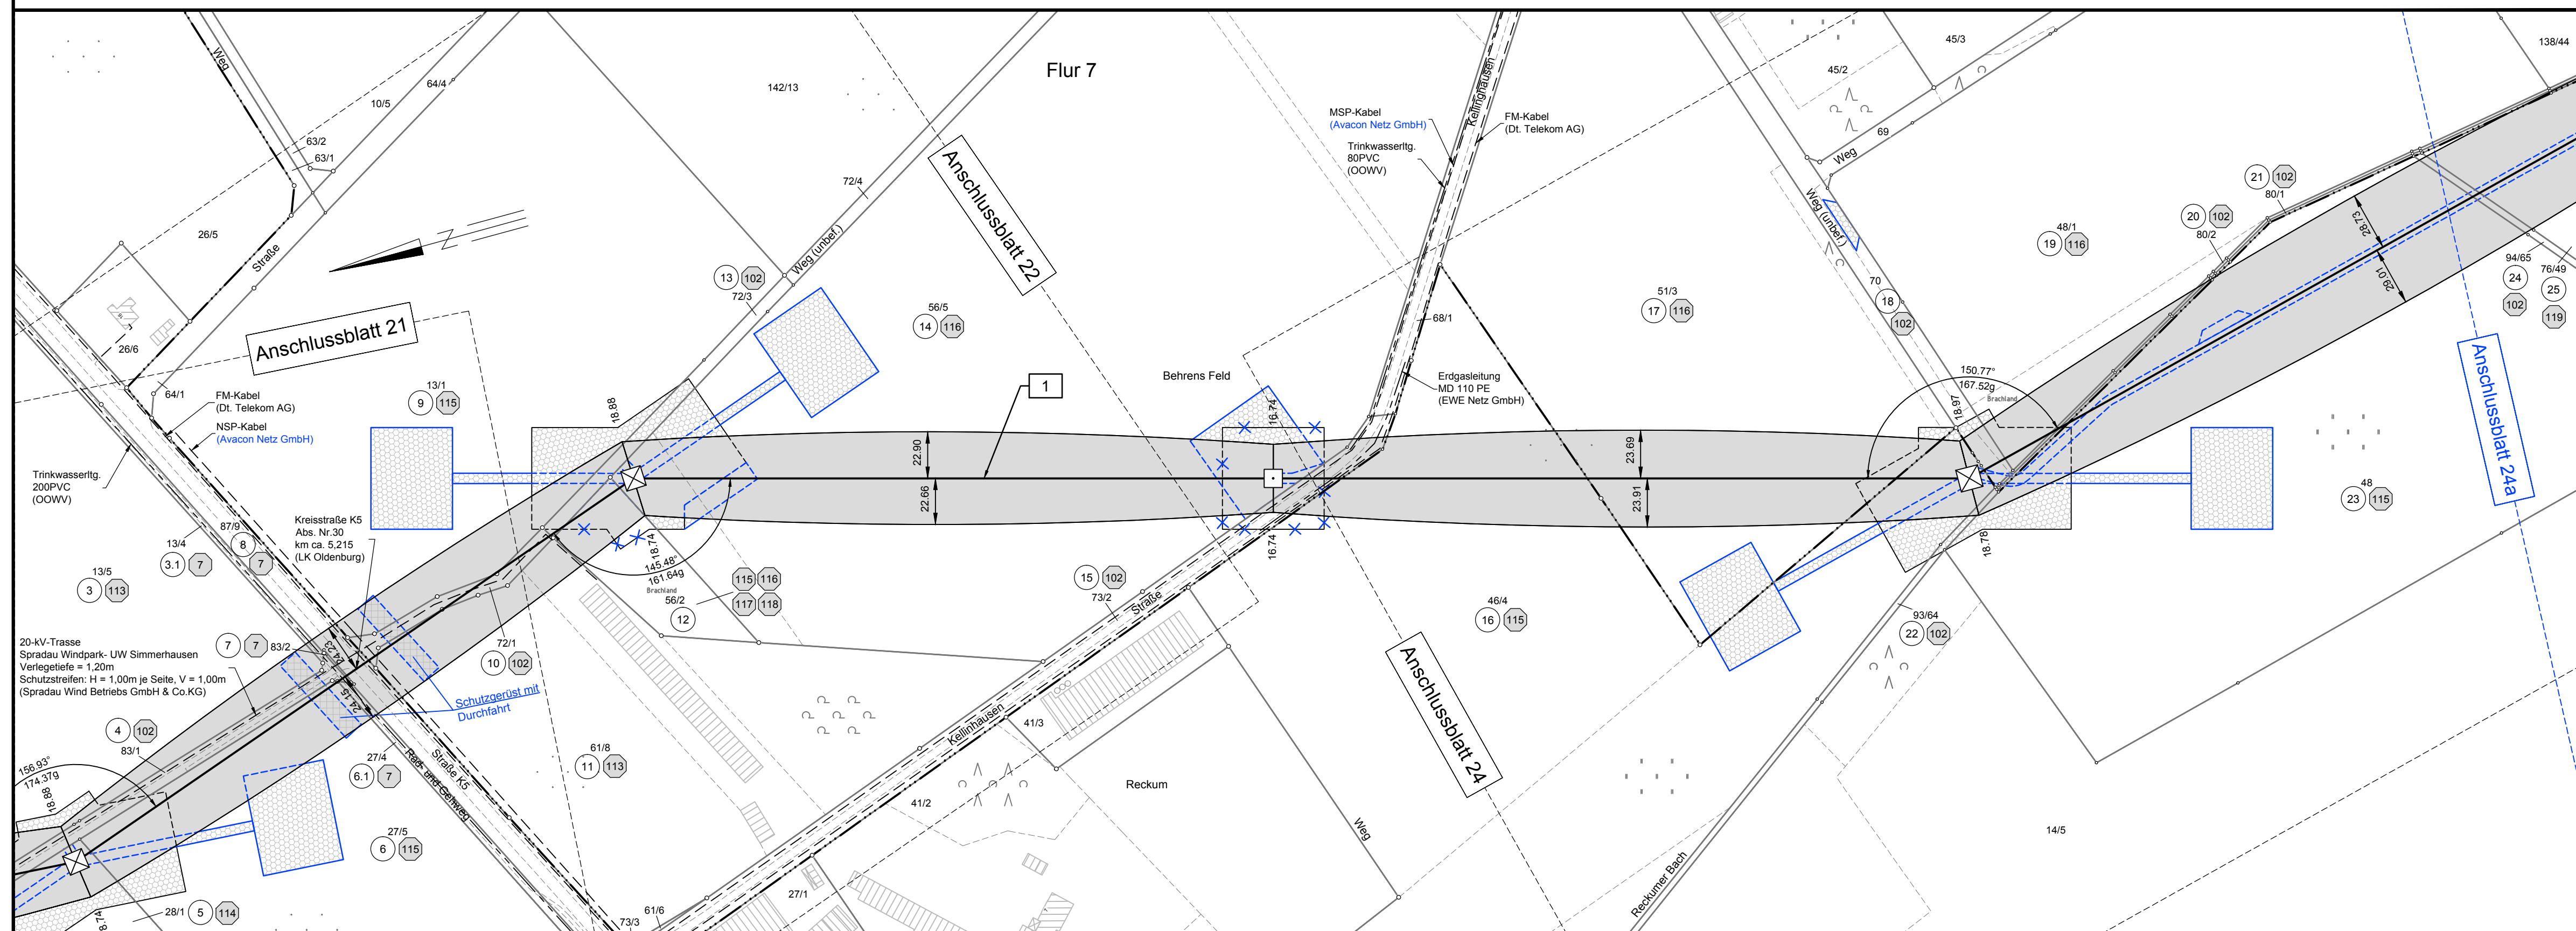 Weg
64/4
10/5
63/2
63/1
26/5
Straße
26/6
64/1
Anschlussblatt 21
N
142/13
Flur 7
72/4
Weg (unbef.)
13
102
72/3
56/5
14
116
Anschlussblatt 22
MSP-Kabel
(Avacon Netz GmbH)
Trinkwasserltg.
80PVC
(OOWV)
Kellinghausen
FM-Kabel
(Dt. Telekom AG)
45/3
45/2
69
Weg
Weg (unbef.)
138/44
21
102
80/1
20
102
80/2
48/1
19
116
28.73
29.01
94/65
24
102
76/49
25
119
70
18
102
51/3
17
116
68/1
Behrens Feld
Erdgasleitung
MD 110 PE
(EWE Netz GmbH)
1
13/1
9
115
FM-Kabel
(Dt. Telekom AG)
NSP-Kabel
(Avacon Netz GmbH)
Trinkwasserltg.
200PVC
(OOWV)
18.88
22.90
22.66
16.74
16.74
23.69
23.91
150.77°
167.52g
Brachland
18.97
18.78
Anschlussblatt 24a
48
23
115
87/9
8
7
13/4
3.1
7
13/5
3
113
Kreisstraße K5
Abs. Nr.30
km ca. 5,215
(LK Oldenburg)
18.74
145.48°
161.64g
Brachland
56/2
12
115
116
117
118
15
102
73/2
Straße
46/4
16
115
93/64
22
102
20-kV-Trasse
Spradau Windpark- UW Simmerhausen
Verlegetiefe = 1,20m
Schutzstreifen: H = 1,00m je Seite, V = 1,00m
(Spradau Wind Betriebs GmbH & Co.KG)
7
7
83/2
24.23
24.15
72/1
10
102
Schutzgerüst mit
Durchfahrt
4
102
83/1
156.93°
174.37g
18.88
27/4
6.1
7
Straße K5
Rad- und Gehweg
61/8
11
113
27/5
6
115
28/1
5
114
8.74
73/3
61/6
Kellinhausen
41/3
41/2
27/1
Reckum
Weg
Anschlussblatt 24
Reckumer Bach
14/5